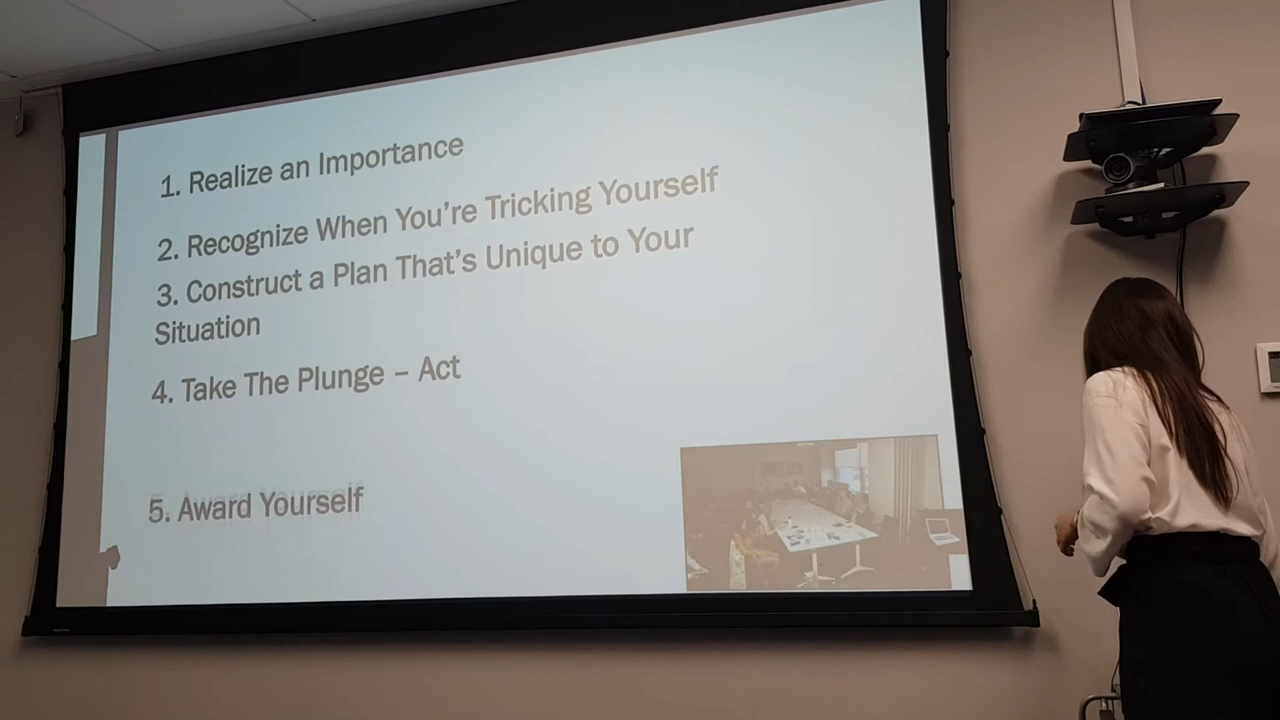 1. Realize an Importance
2. Recognize When You're Tricking Yourself
3. Construct a Plan That's Unique to Your
Situation
4. Take The Plunge – Act
5. Award Yourself